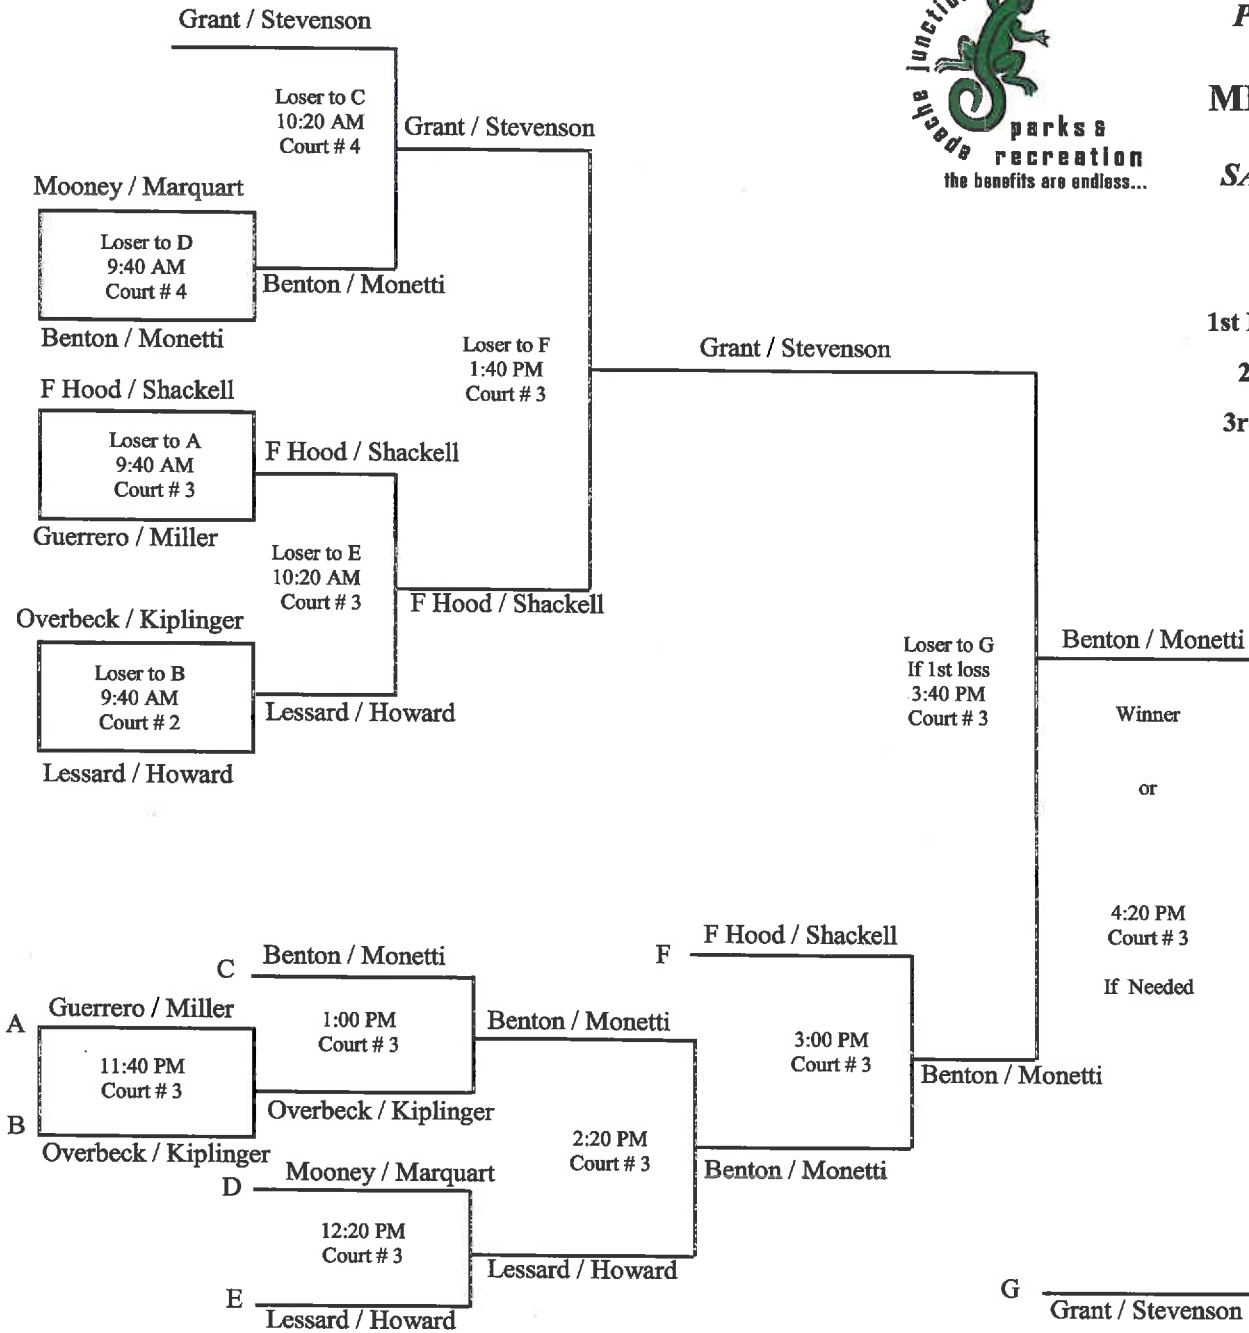 Grant / Stevenson
Loser to C
10:20 AM
Court # 4
Grant / Stevenson
Mooney / Marquart
Loser to D
9:40 AM
Court # 4
Benton / Monetti
Benton / Monetti
F Hood / Shackell
Loser to A
9:40 AM
Court # 3
Guerrero / Miller
F Hood / Shackell
Loser to E
10:20 AM
Court # 3
Overbeck / Kiplinger
Loser to B
9:40 AM
Court # 2
Lessard / Howard
Lessard / Howard
F Hood / Shackell
Loser to F
1:40 PM
Court # 3
Grant / Stevenson
Loser to G
If 1st loss
3:40 PM
Court # 3
Benton / Monetti
Winner
or
4:20 PM
Court # 3
If Needed
apache junction
parks &
recreation
the benefits are endless...
P
MI
SA
1st
2
3r
C
Benton / Monetti
A
Guerrero / Miller
11:40 PM
Court # 3
B
Overbeck / Kiplinger
1:00 PM
Court # 3
Overbeck / Kiplinger
Benton / Monetti
D
Mooney / Marquart
12:20 PM
Court # 3
E
Lessard / Howard
Lessard / Howard
2:20 PM
Court # 3
Benton / Monetti
F
F Hood / Shackell
3:00 PM
Court # 3
Benton / Monetti
G
Grant / Stevenson